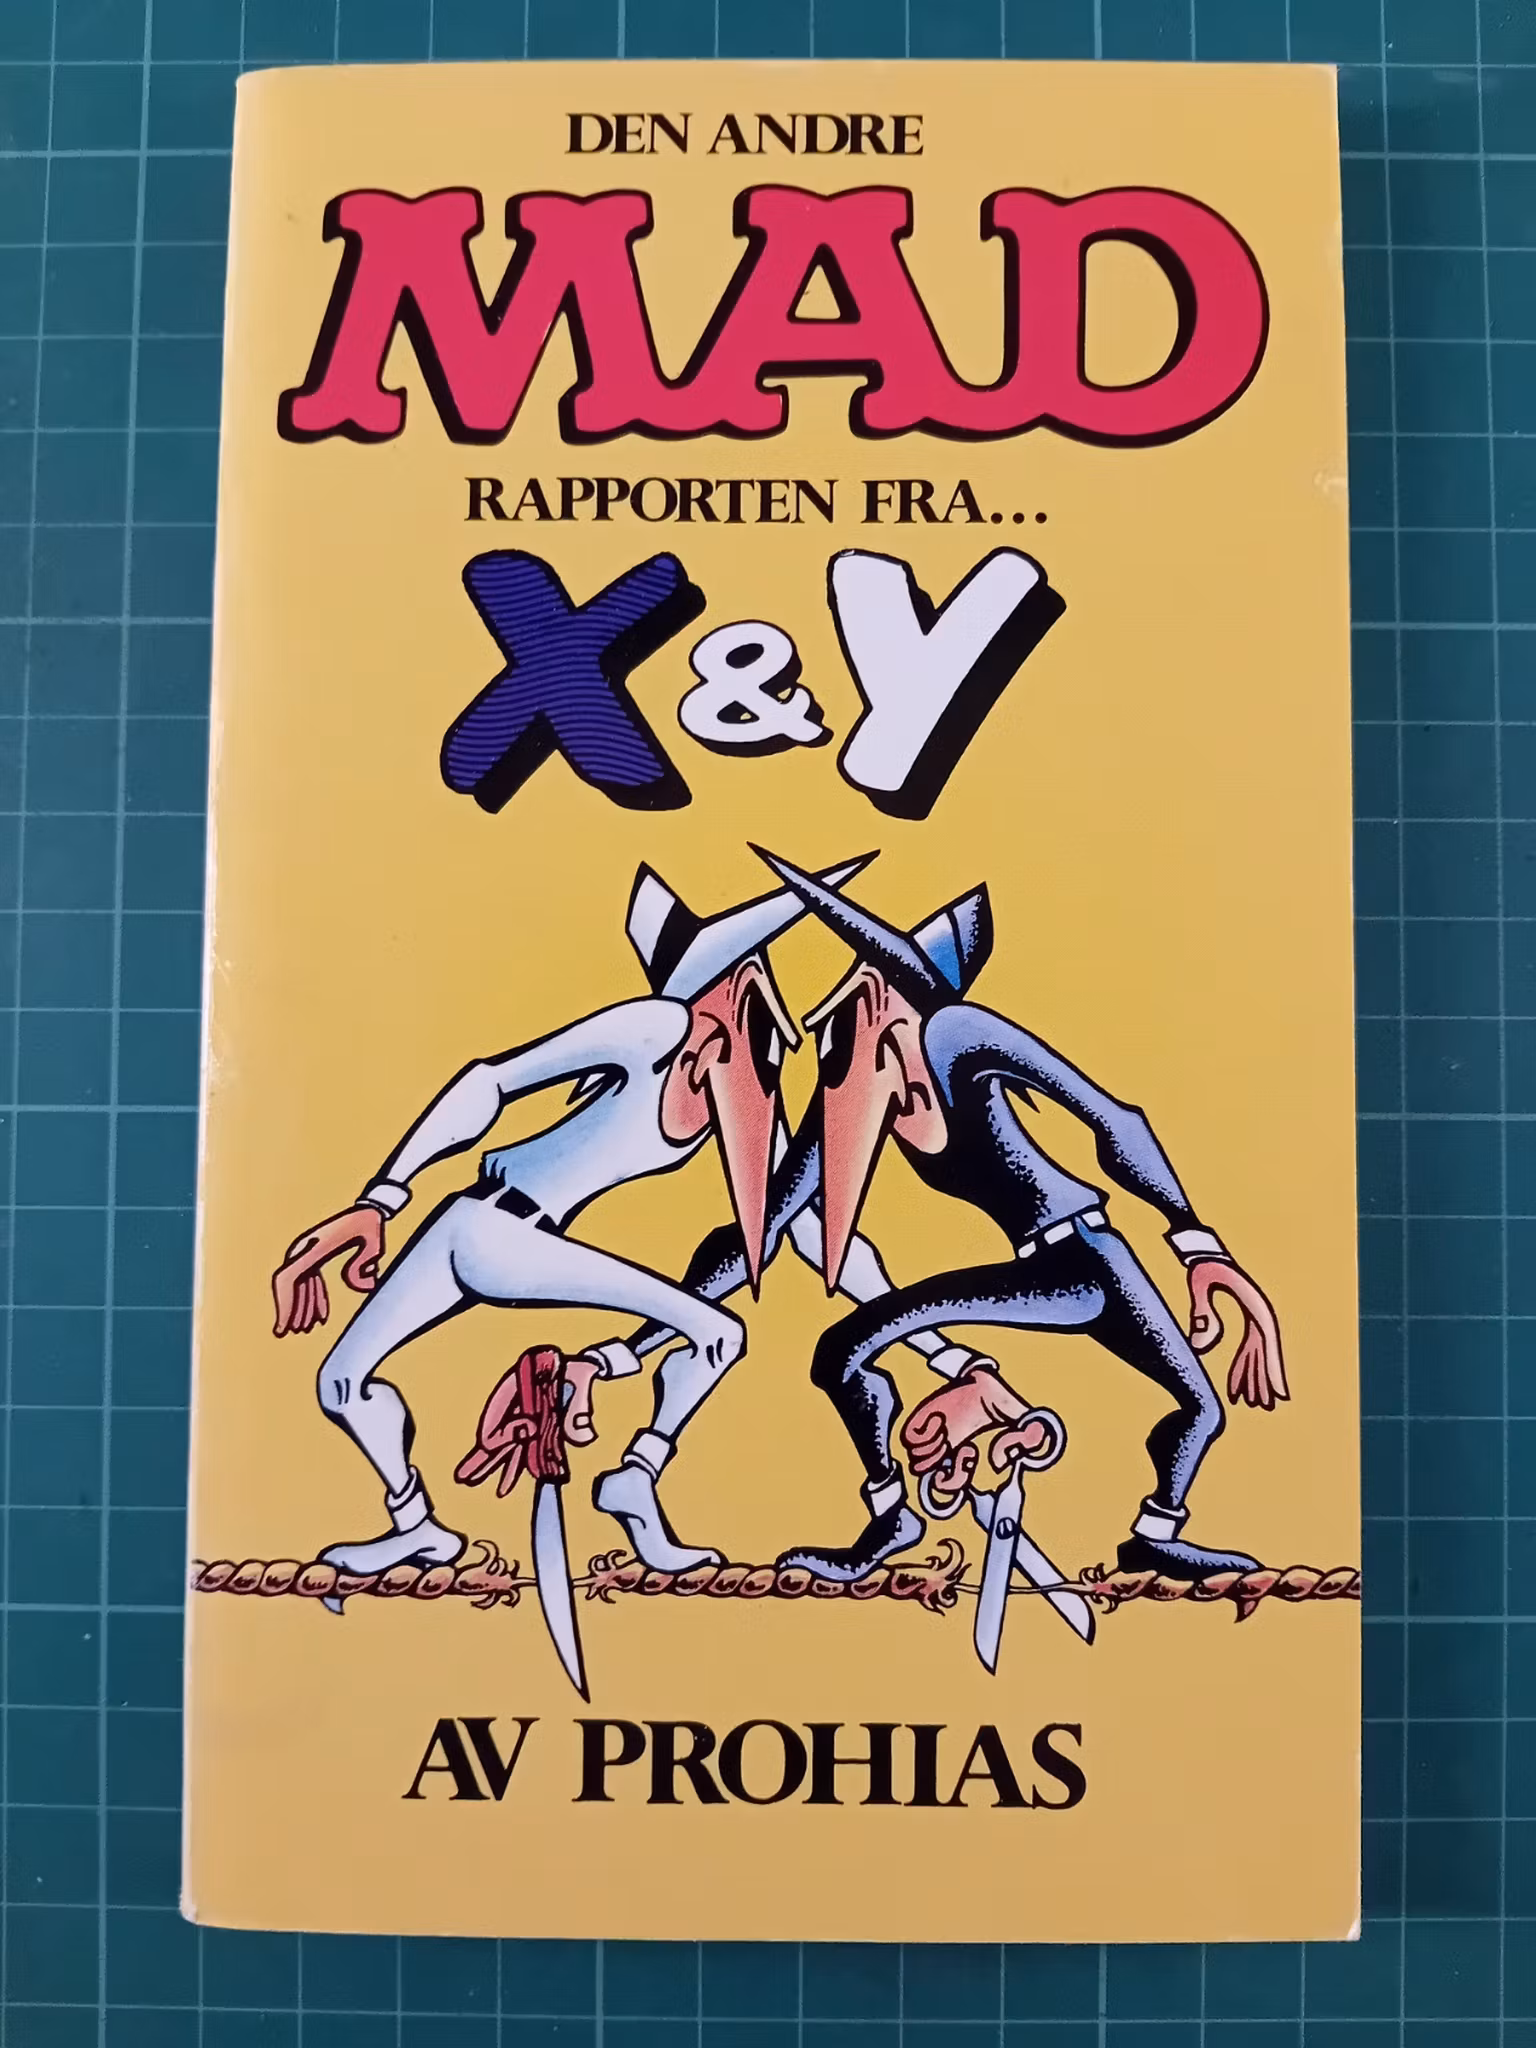 DEN ANDRE
MAD
RAPPORTEN FRA...
X & Y
AV PROHIAS